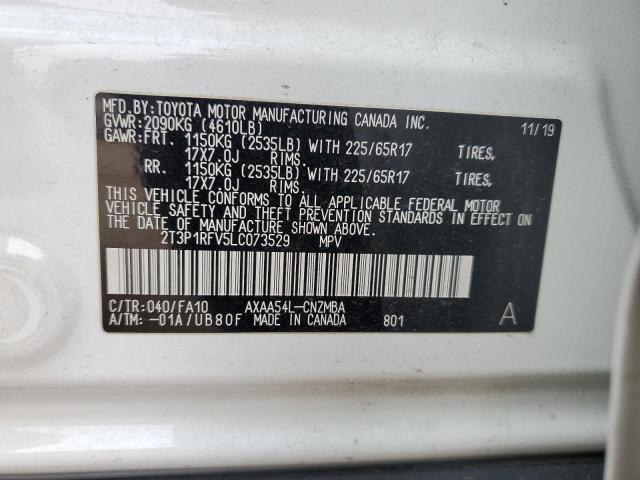 MFD.BY:TOYOTA MOTOR MANUFACTURING CANADA INC. 11/19
GVWR:2090KG (4610LB)
GAWR:FRT. 1150KG (2535LB) WITH 225/65R17 TIRES,
17X7.0J RIMS.
RR. 1150KG (2535LB) WITH 225/65R17 TIRES,
17X7.0J RIMS.
THIS VEHICLE CONFORMS TO ALL APPLICABLE FEDERAL MOTOR
VEHICLE SAFETY AND THEFT PREVENTION STANDARDS IN EFFECT ON
THE DATE OF MANUFACTURE SHOWN ABOVE.
2T3P1RFV5LC073529 MPV
C/TR:040/FA10 AXAA54L-CNZMBA A
A/TM: -01A/UB80F MADE IN CANADA 801